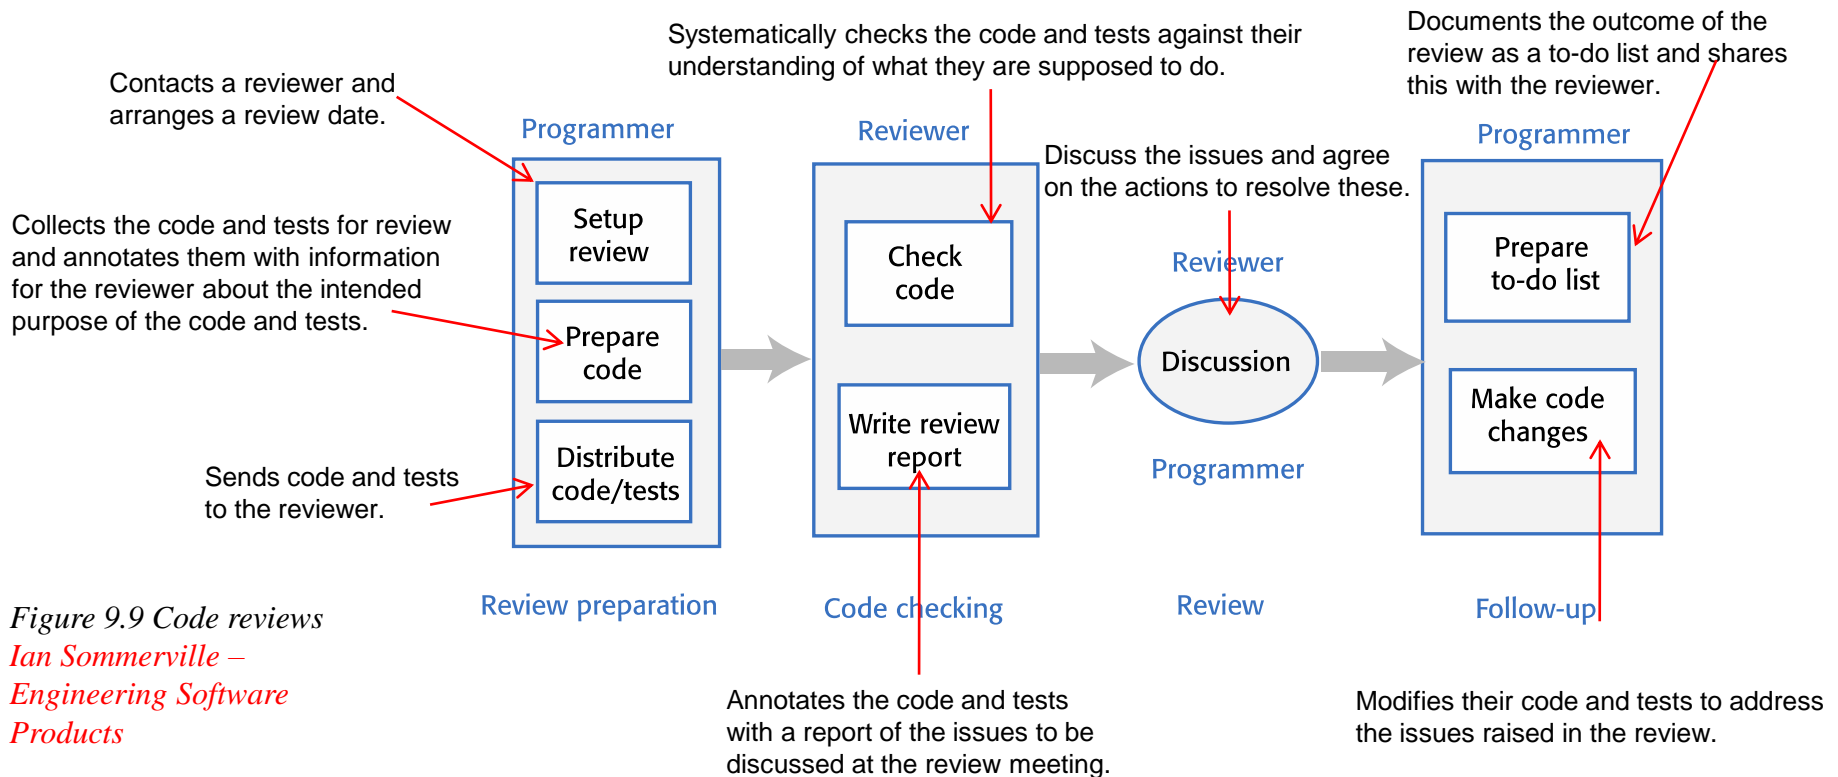 Contacts a reviewer and
arranges a review date.
Collects the code and tests for review
and annotates them with information
for the reviewer about the intended
purpose of the code and tests.
Sends code and tests
to the reviewer.
Programmer
Setup
review
Prepare
code
Distribute
code/tests
Review preparation
Systematically checks the code and tests against their
understanding of what they are supposed to do.
Reviewer
Check
code
Write review
report
Code checking
Annotates the code and tests
with a report of the issues to be
discussed at the review meeting.
Discuss the issues and agree
on the actions to resolve these.
Reviewer
Discussion
Programmer
Review
Documents the outcome of the
review as a to-do list and shares
this with the reviewer.
Programmer
Prepare
to-do list
Make code
changes
Follow-up
Modifies their code and tests to address
the issues raised in the review.
Figure 9.9 Code reviews
Ian Sommerville –
Engineering Software
Products